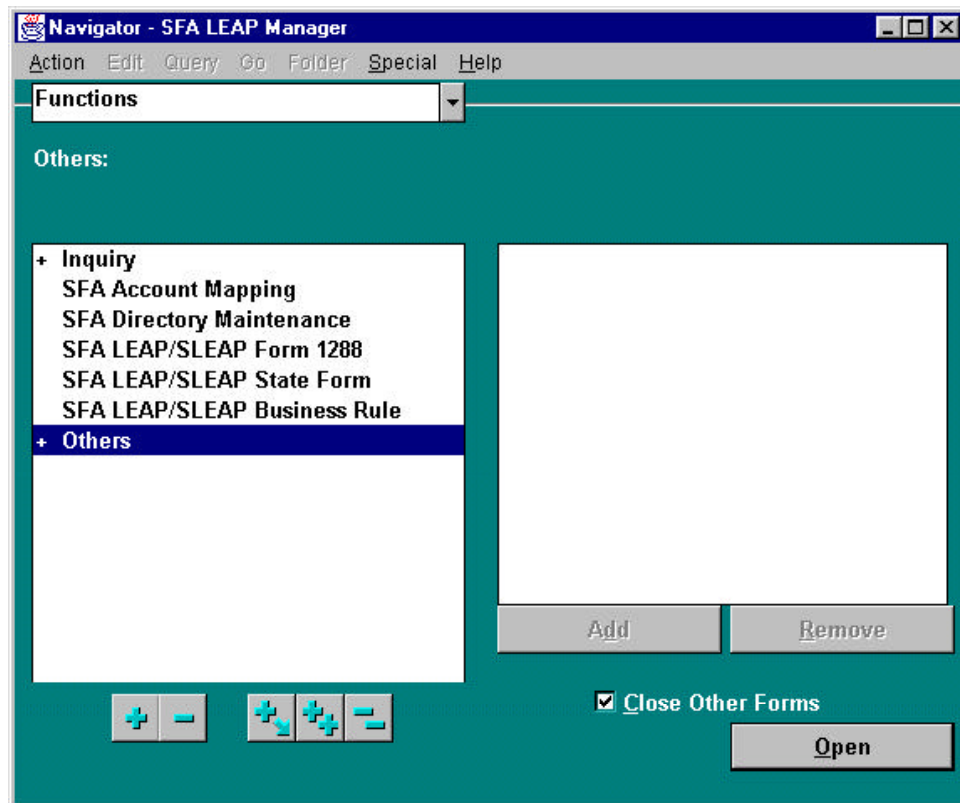 Navigator - SFA LEAP Manager
Action Edit Query Go Folder Special Help
Functions
Others:
+ Inquiry
SFA Account Mapping
SFA Directory Maintenance
SFA LEAP/SLEAP Form 1288
SFA LEAP/SLEAP State Form
SFA LEAP/SLEAP Business Rule
+ Others
Add Remove
Close Other Forms
Open